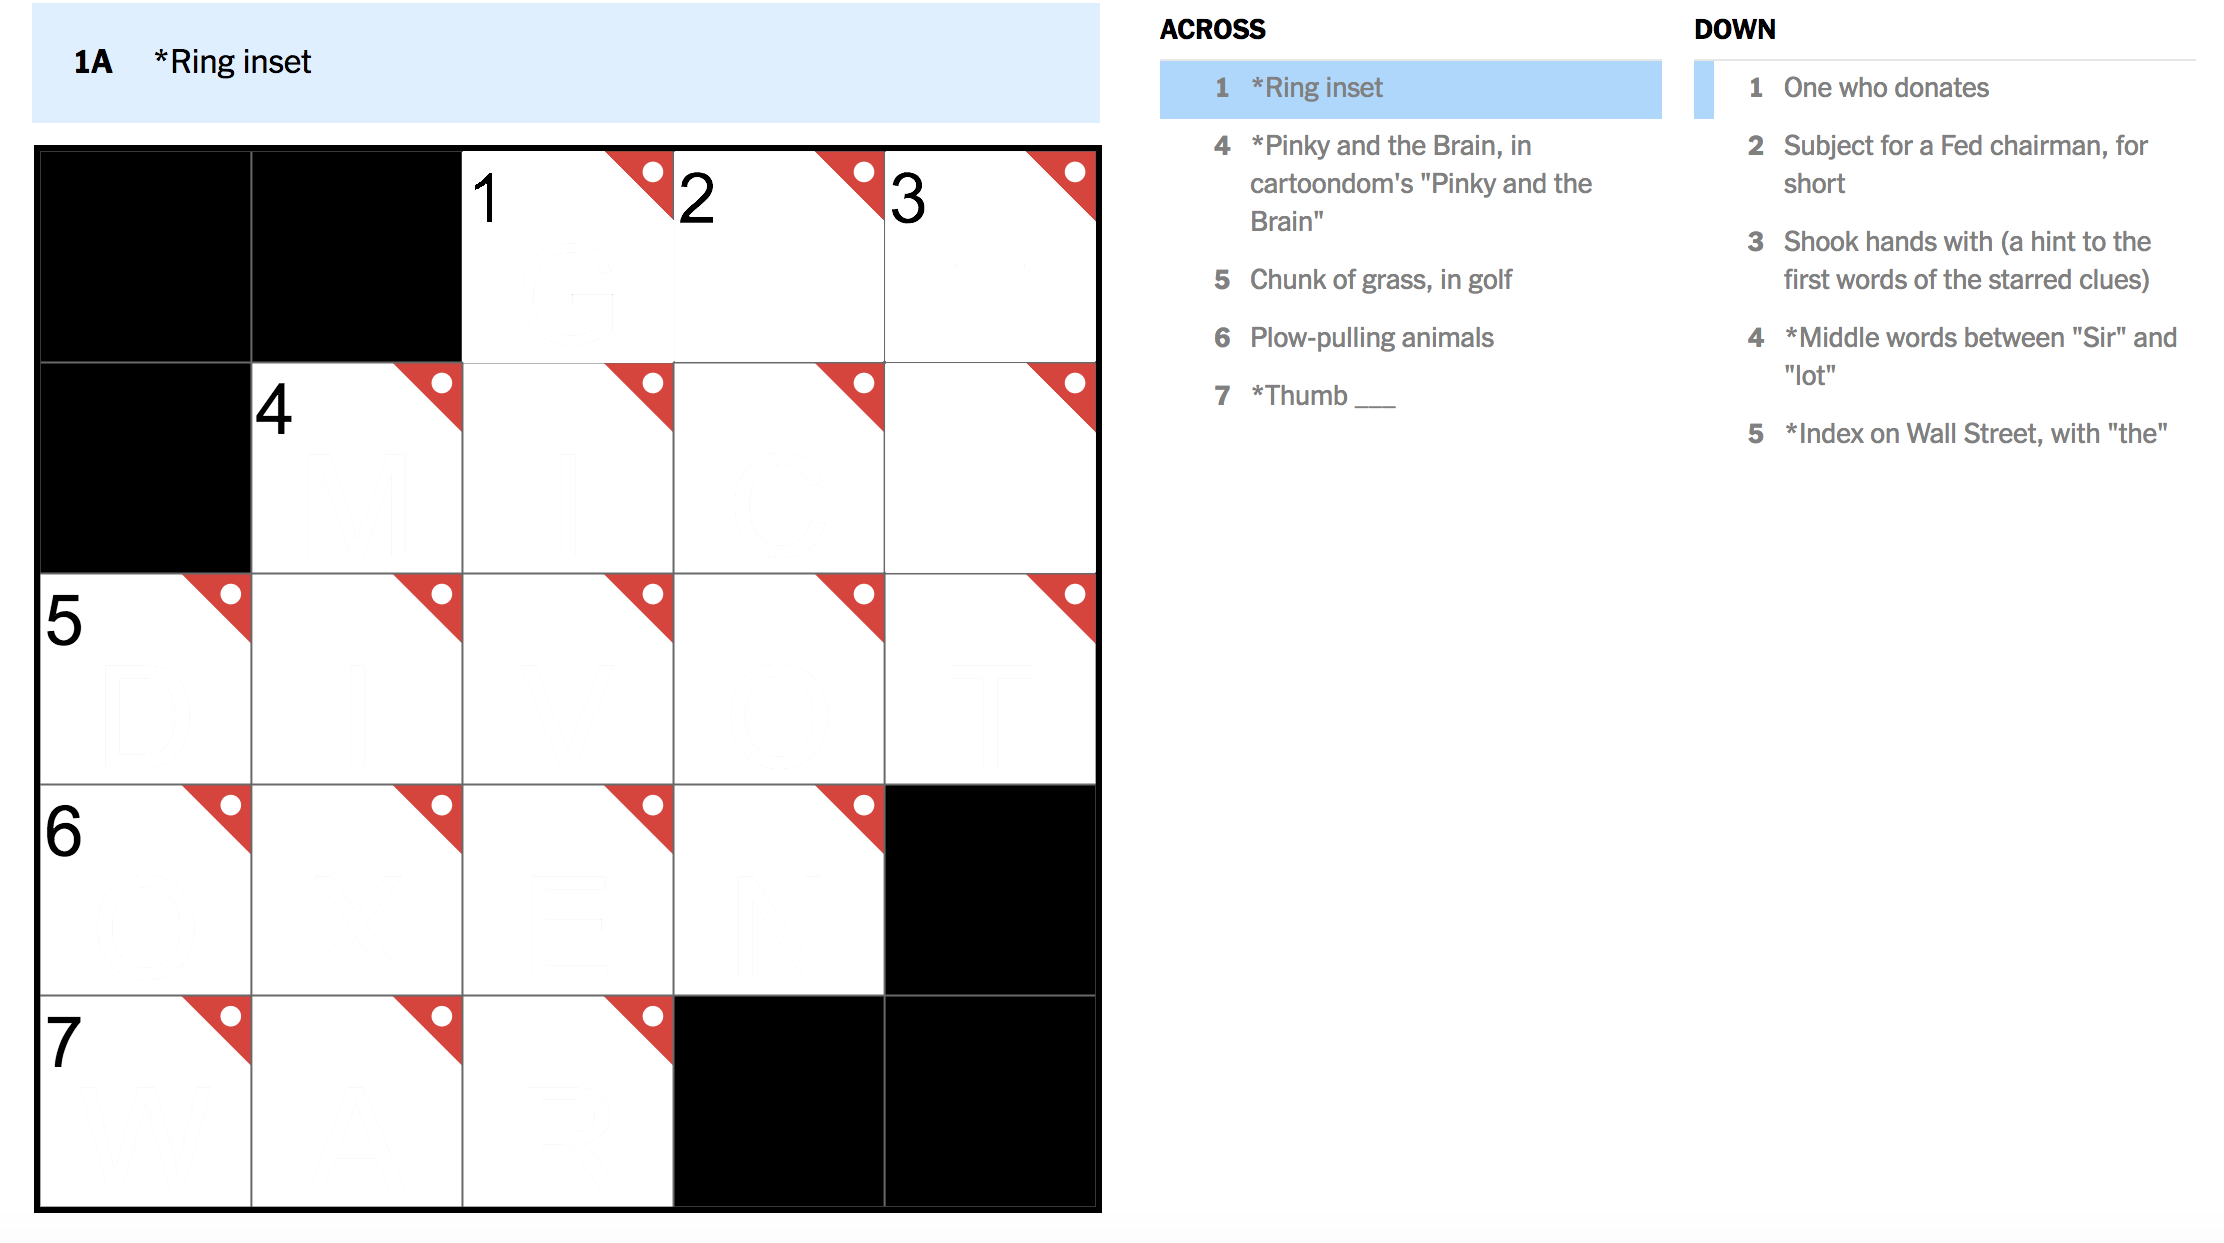 1A *Ring inset
1 2 3
4
5
6
7
ACROSS
1 *Ring inset
4 *Pinky and the Brain, in
cartoondom's "Pinky and the
Brain"
5 Chunk of grass, in golf
6 Plow-pulling animals
7 *Thumb ___
DOWN
1 One who donates
2 Subject for a Fed chairman, for
short
3 Shook hands with (a hint to the
first words of the starred clues)
4 *Middle words between "Sir" and
"lot"
5 *Index on Wall Street, with "the"